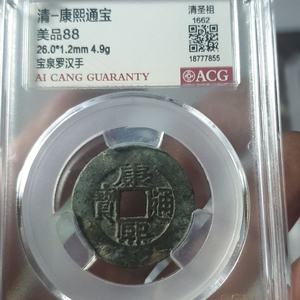 清-康熙通宝
美品88
26.0*1.2mm 4.9g
宝泉罗汉手
AI CANG GUARANTY
清圣祖
1662
18777855
ACG
康
寳 通
熙